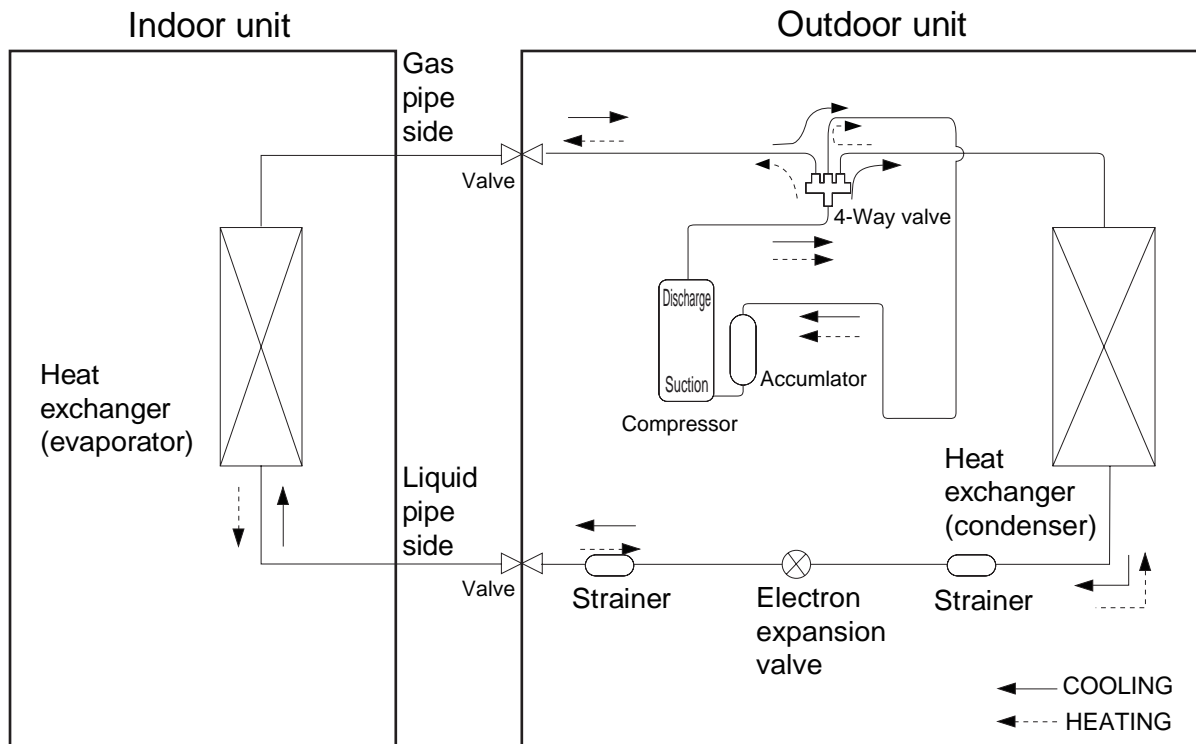 Indoor unit
Outdoor unit
Gas
pipe
side
Valve
4-Way valve
Discharge
Suction
Accumlator
Compressor
Heat
exchanger
(evaporator)
Liquid
pipe
side
Heat
exchanger
(condenser)
Valve
Strainer
Electron
expansion
valve
Strainer
COOLING
HEATING